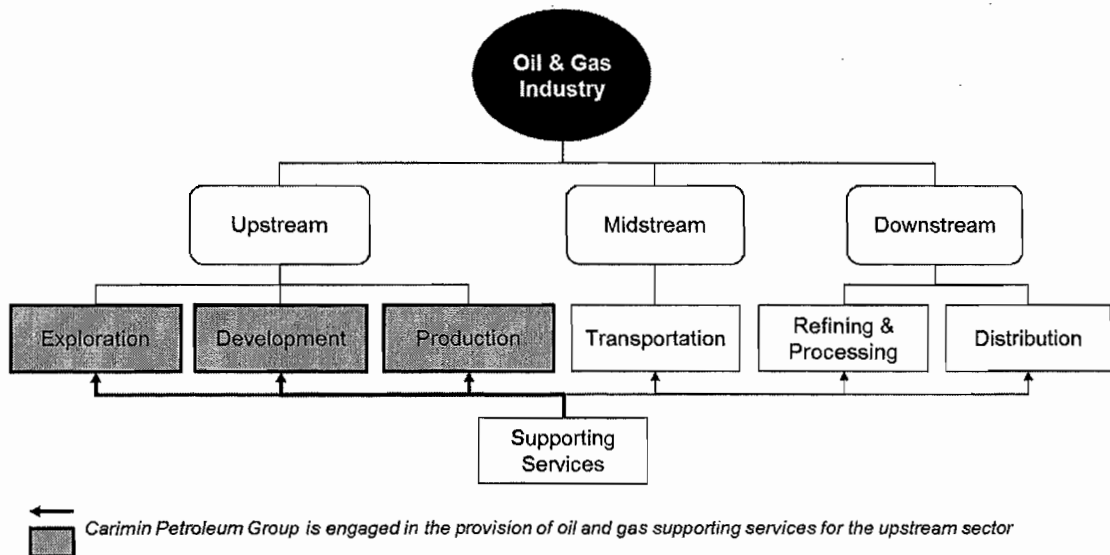 Oil & Gas
Industry
Upstream
Midstream
Downstream
Exploration
Development
Production
Transportation
Refining &
Processing
Distribution
Supporting
Services
Carimin Petroleum Group is engaged in the provision of oil and gas supporting services for the upstream sector